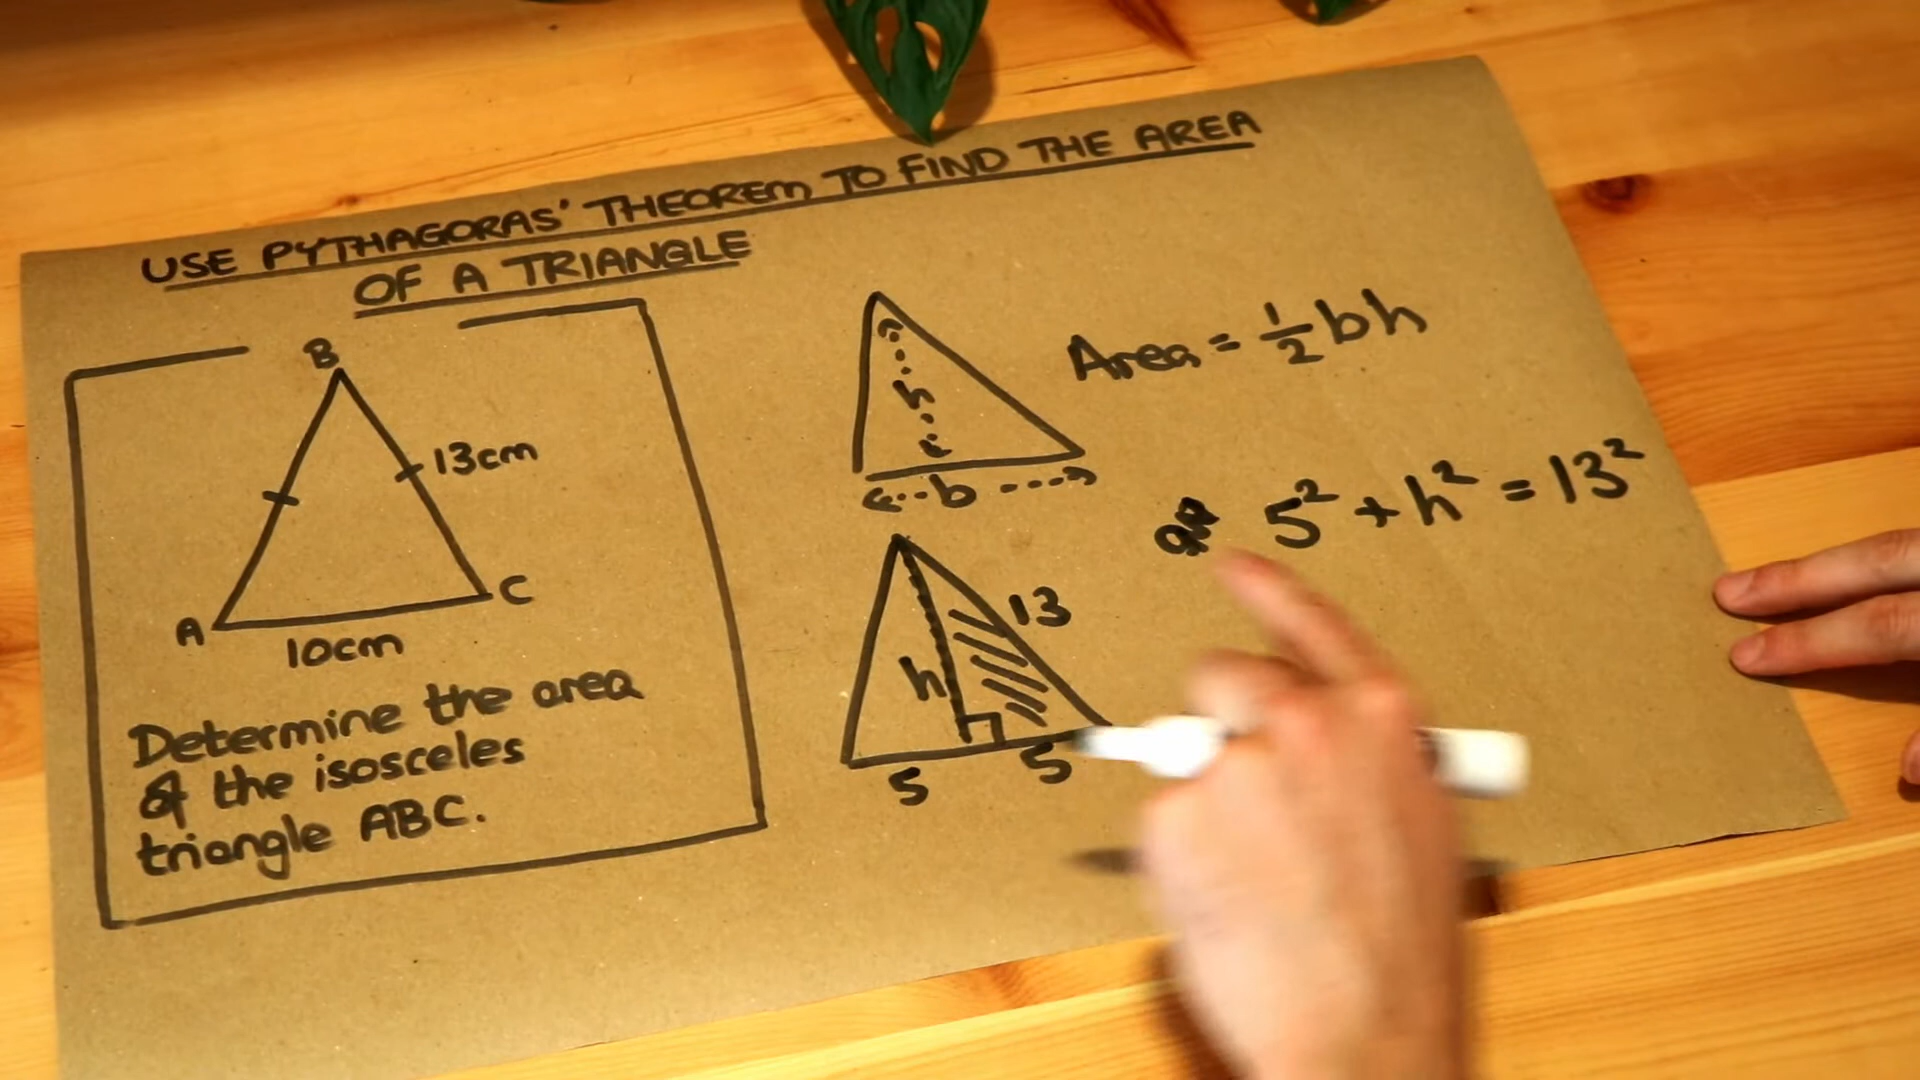 USE PYTHAGORAS' THEOREM TO FIND THE AREA
OF A TRIANGLE
B
13cm
A
C
10cm
Determine the area
of the isosceles
triangle ABC.
h
b
Area = 1/2 bh
5² + h² = 13²
13
h
5
5